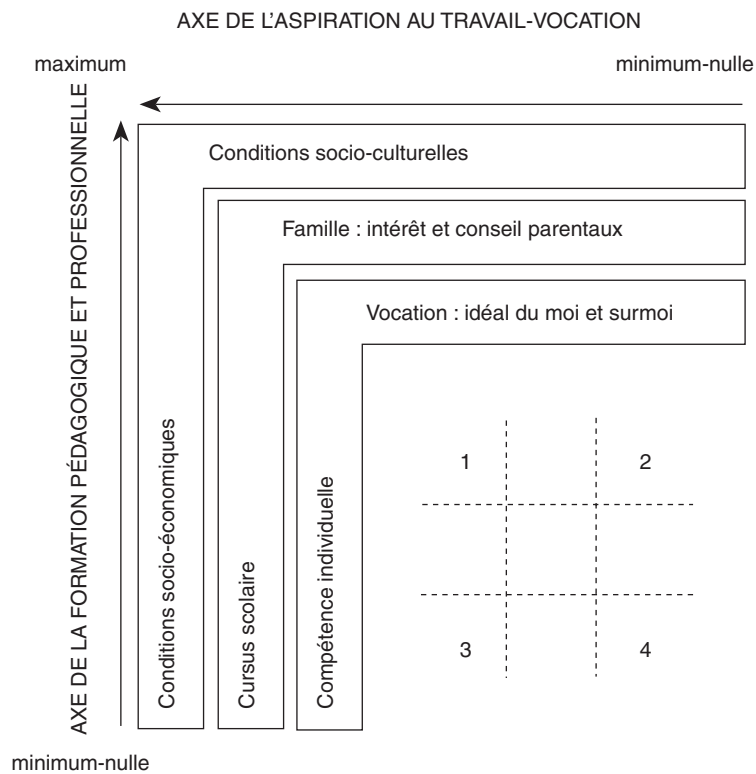 AXE DE L'ASPIRATION AU TRAVAIL-VOCATION
maximum
minimum-nulle
AXE DE LA FORMATION PÉDAGOGIQUE ET PROFESSIONNELLE
Conditions socio-culturelles
Famille : intérêt et conseil parentaux
Vocation : idéal du moi et surmoi
Conditions socio-économiques
Cursus scolaire
Compétence individuelle
1
2
3
4
minimum-nulle